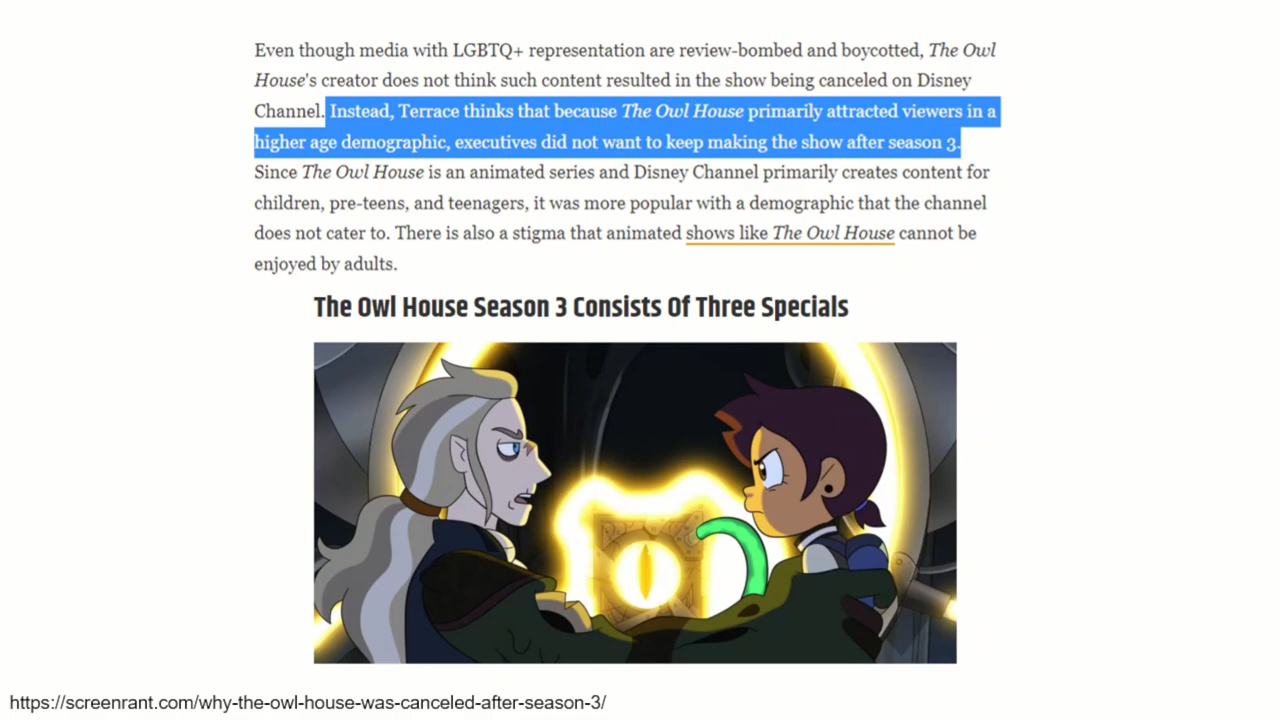 Even though media with LGBTQ+ representation are review-bombed and boycotted, The Owl
House's creator does not think such content resulted in the show being canceled on Disney
Channel. Instead, Terrace thinks that because The Owl House primarily attracted viewers in a
higher age demographic, executives did not want to keep making the show after season 3.
Since The Owl House is an animated series and Disney Channel primarily creates content for
children, pre-teens, and teenagers, it was more popular with a demographic that the channel
does not cater to. There is also a stigma that animated shows like The Owl House cannot be
enjoyed by adults.
The Owl House Season 3 Consists Of Three Specials
https://screenrant.com/why-the-owl-house-was-canceled-after-season-3/